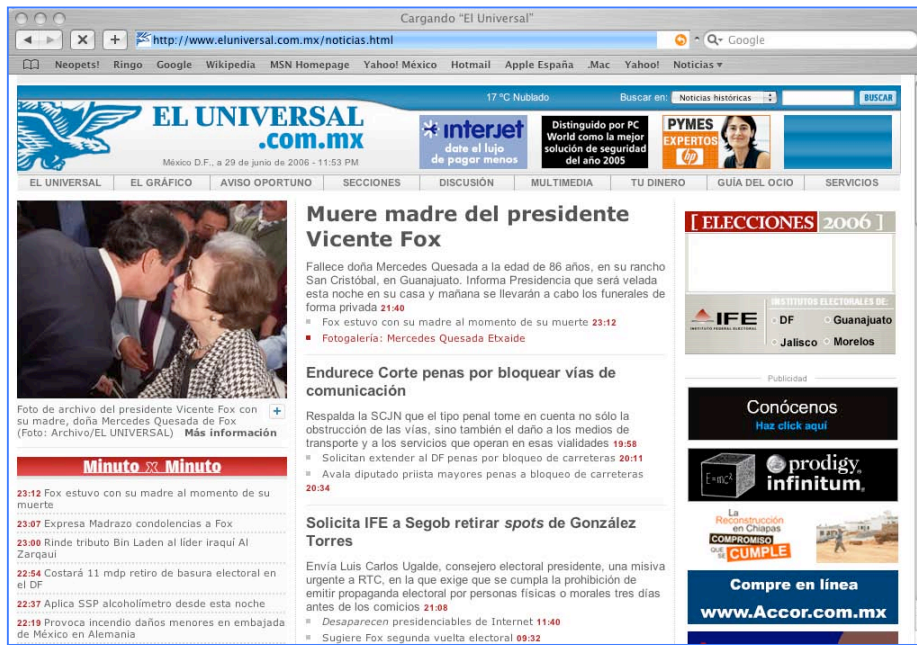 Cargando “El Universal”
http://www.eluniversal.com.mx/noticias.html
Google
Neopets! Ringo Google Wikipedia MSN Homepage Yahoo! México Hotmail Apple España .Mac Yahoo! Noticias
17 ºC Nublado
Buscar en: Noticias históricas
BUSCAR
EL UNIVERSAL
.com.mx
México D.F., a 29 de junio de 2006 - 11:53 PM
interjet
date el lujo
de pagar menos
Distinguido por PC
World como la mejor
solución de seguridad
del año 2005
PYMES
EXPERTOS
hp
EL UNIVERSAL EL GRÁFICO AVISO OPORTUNO SECCIONES DISCUSIÓN MULTIMEDIA TU DINERO GUÍA DEL OCIO SERVICIOS
Foto de archivo del presidente Vicente Fox con
su madre, doña Mercedes Quesada de Fox
(Foto: Archivo/EL UNIVERSAL) Más información
Minuto x Minuto
23:12 Fox estuvo con su madre al momento de su
muerte
23:07 Expresa Madrazo condolencias a Fox
23:00 Rinde tributo Bin Laden al líder iraquí Al
Zarqaui
22:54 Costará 11 mdp retiro de basura electoral en
el DF
22:37 Aplica SSP alcoholímetro desde esta noche
22:19 Provoca incendio daños menores en embajada
de México en Alemania
Muere madre del presidente
Vicente Fox
Fallece doña Mercedes Quesada a la edad de 86 años, en su rancho
San Cristóbal, en Guanajuato. Informa Presidencia que será velada
esta noche en su casa y mañana se llevarán a cabo los funerales de
forma privada 21:40
Fox estuvo con su madre al momento de su muerte 23:12
Fotogalería: Mercedes Quesada Etxaide
Endurece Corte penas por bloquear vías de
comunicación
Respalda la SCJN que el tipo penal tome en cuenta no sólo la
obstrucción de las vías, sino también el daño a los medios de
transporte y a los servicios que operan en esas vialidades 19:58
Solicitan extender al DF penas por bloqueo de carreteras 20:11
Avala diputado priista mayores penas a bloqueo de carreteras
20:34
Solicita IFE a Segob retirar spots de González
Torres
Envía Luis Carlos Ugalde, consejero electoral presidente, una misiva
urgente a RTC, en la que exige que se cumpla la prohibición de
emitir propaganda electoral por personas físicas o morales tres días
antes de los comicios 21:08
Desaparecen presidenciables de Internet 11:40
Sugiere Fox segunda vuelta electoral 09:32
[ELECCIONES 2006]
INSTITUTOS ELECTORALES DE:
IFE
INSTITUTO FEDERAL ELECTORAL
DF Guanajuato
Jalisco Morelos
Publicidad
Conócenos
Haz click aquí
E=mc²
prodigy
infinitum
La
Reconstrucción
en Chiapas
COMPROMISO
QUE SE CUMPLE
Compre en línea
www.Accor.com.mx